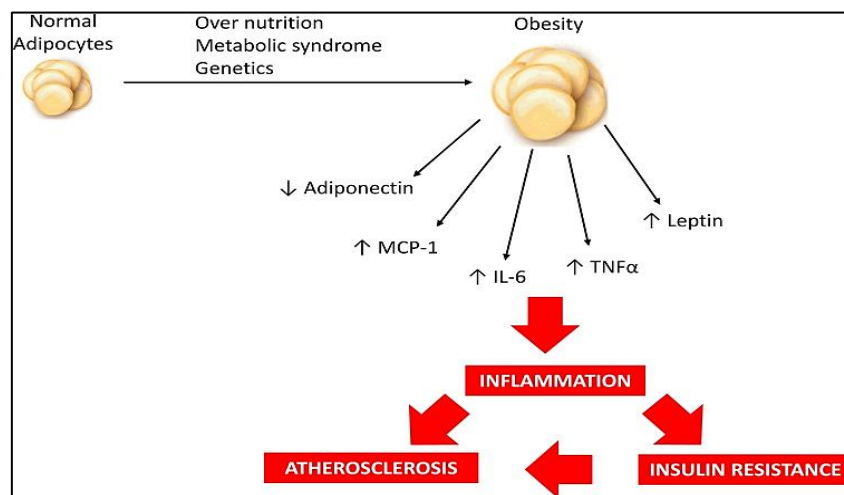 Normal
Adipocytes
Over nutrition
Metabolic syndrome
Genetics
Obesity
↓ Adiponectin
↑ MCP-1
↑ IL-6
↑ TNFα
↑ Leptin
INFLAMMATION
ATHEROSCLEROSIS
INSULIN RESISTANCE